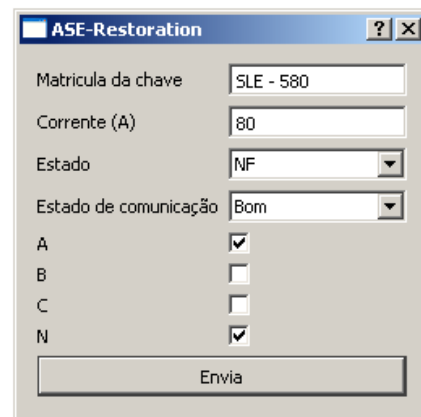 ASE-Restoration
Matricula da chave SLE - 580
Corrente (A) 80
Estado NF
Estado de comunicação Bom
A
B
C
N
Envia